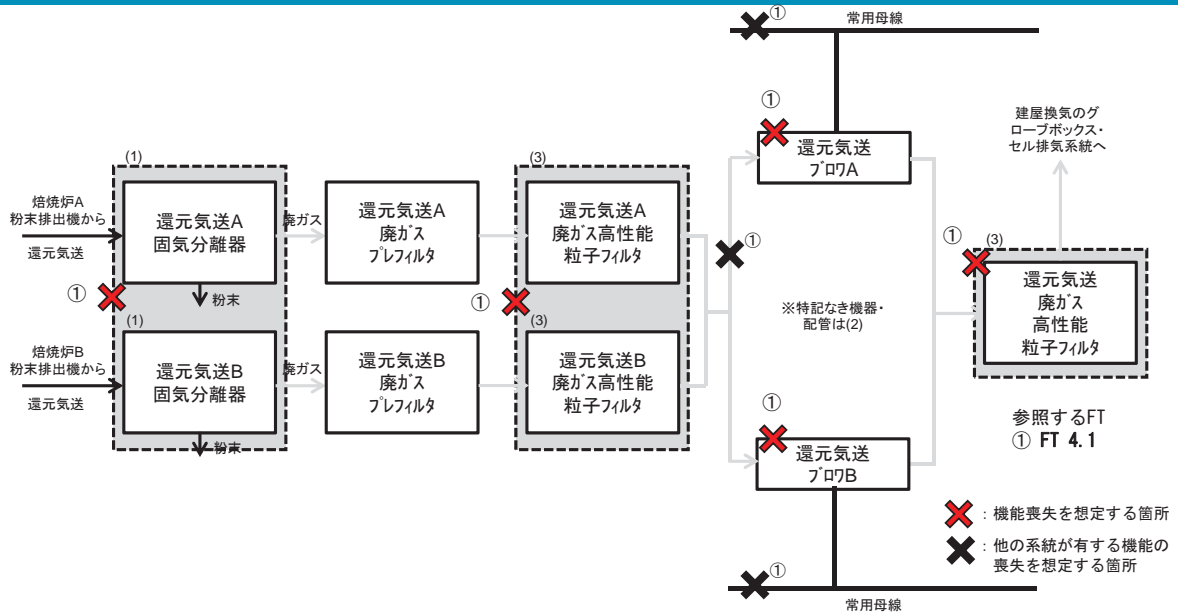 ①
常用母線
①
還元気送
ブロワA
建屋換気のグ
ローブボックス・
セル排気系統へ
(1)
焙焼炉A
粉末排出機から
還元気送
還元気送A
固気分離器
粉末
廃ガス
還元気送A
廃ガス
プレフィルタ
(3)
還元気送A
廃ガス高性能
粒子フィルタ
①
①
①
(1)
焙焼炉B
粉末排出機から
還元気送
還元気送B
固気分離器
粉末
廃ガス
還元気送B
廃ガス
プレフィルタ
(3)
還元気送B
廃ガス高性能
粒子フィルタ
※特記なき機器・
配管は(2)
①
(3)
還元気送
廃ガス
高性能
粒子フィルタ
①
還元気送
ブロワB
参照するFT
① FT 4.1
①
常用母線
：機能喪失を想定する箇所
：他の系統が有する機能の
喪失を想定する箇所